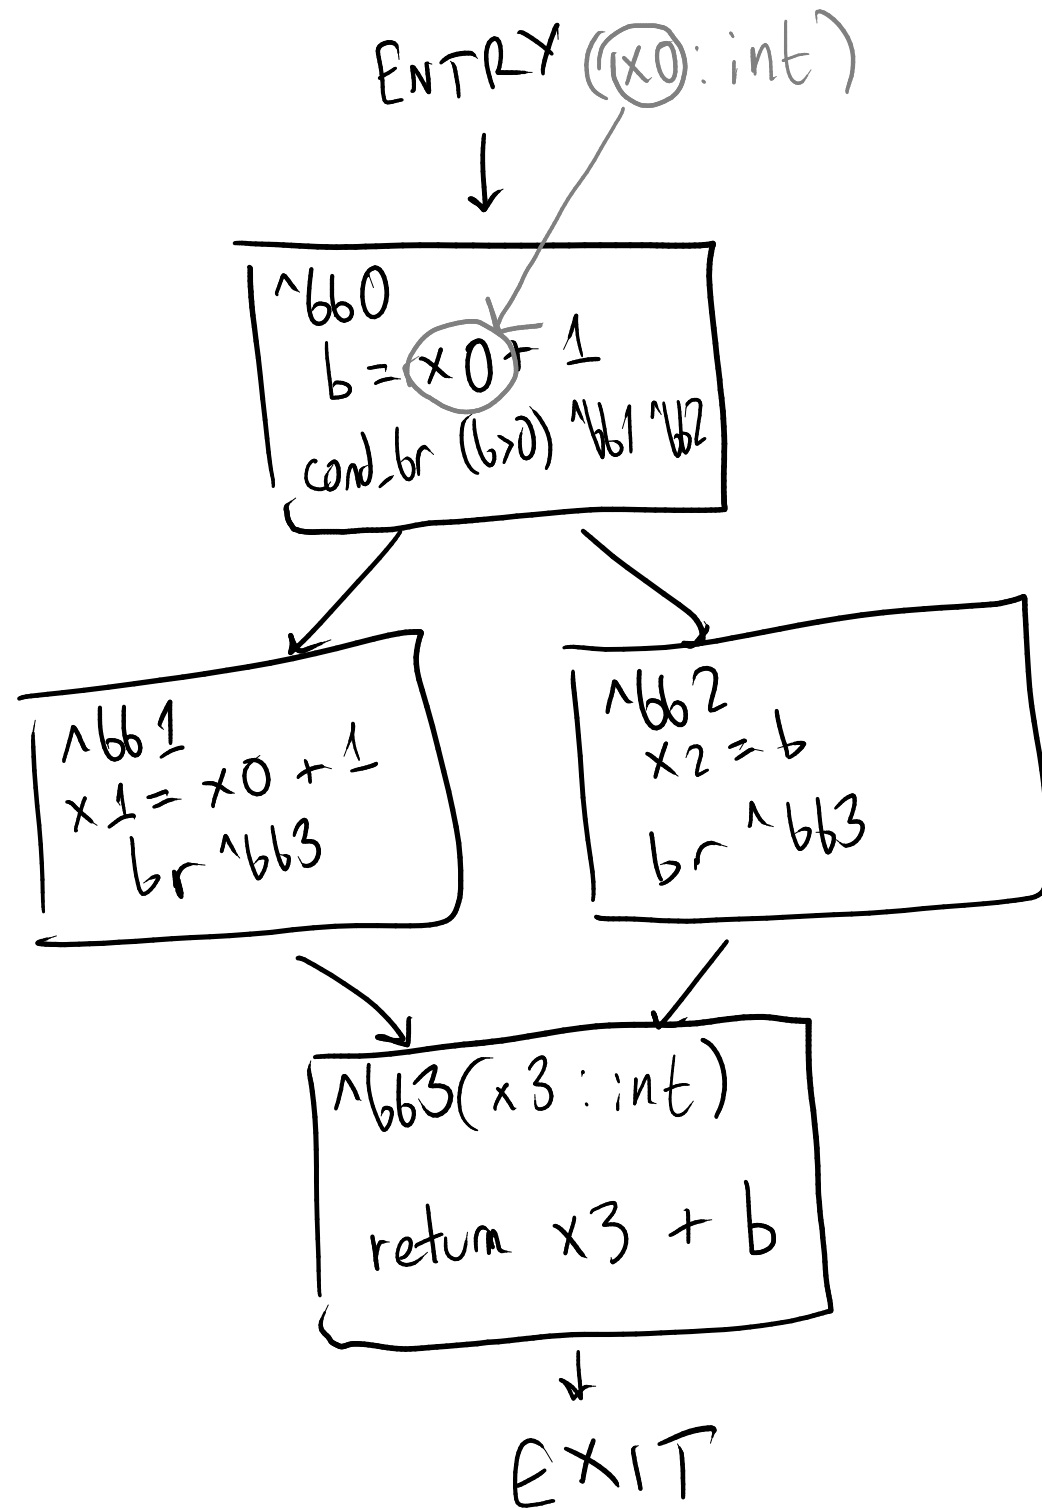 ENTRY (x0: int)
^bb0
b = x0 + 1
cond_br (b>0) ^bb1 ^bb2
^bb1
x1 = x0 + 1
br ^bb3
^bb2
x2 = b
br ^bb3
^bb3(x3: int)
return x3 + b
EXIT